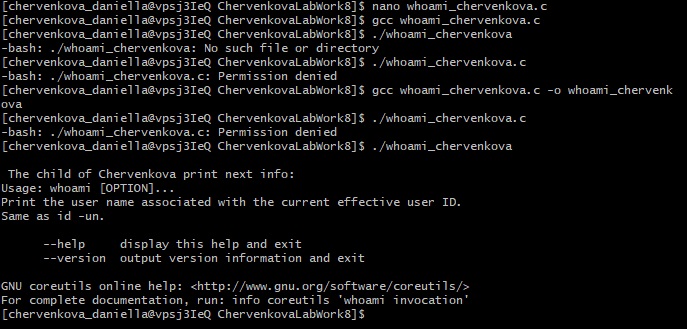 [chervenkova_daniella@vpsj3IeQ ChervenkovaLabWork8]$ nano whoami_chervenkova.c
[chervenkova_daniella@vpsj3IeQ ChervenkovaLabWork8]$ gcc whoami_chervenkova.c
[chervenkova_daniella@vpsj3IeQ ChervenkovaLabWork8]$ ./whoami_chervenkova
-bash: ./whoami_chervenkova: No such file or directory
[chervenkova_daniella@vpsj3IeQ ChervenkovaLabWork8]$ ./whoami_chervenkova.c
-bash: ./whoami_chervenkova.c: Permission denied
[chervenkova_daniella@vpsj3IeQ ChervenkovaLabWork8]$ gcc whoami_chervenkova.c -o whoami_chervenk
ova
[chervenkova_daniella@vpsj3IeQ ChervenkovaLabWork8]$ ./whoami_chervenkova.c
-bash: ./whoami_chervenkova.c: Permission denied
[chervenkova_daniella@vpsj3IeQ ChervenkovaLabWork8]$ ./whoami_chervenkova
The child of Chervenkova print next info:
Usage: whoami [OPTION]...
Print the user name associated with the current effective user ID.
Same as id -un.
--help     display this help and exit
--version  output version information and exit
GNU coreutils online help: <http://www.gnu.org/software/coreutils/>
For complete documentation, run: info coreutils 'whoami invocation'
[chervenkova_daniella@vpsj3IeQ ChervenkovaLabWork8]$